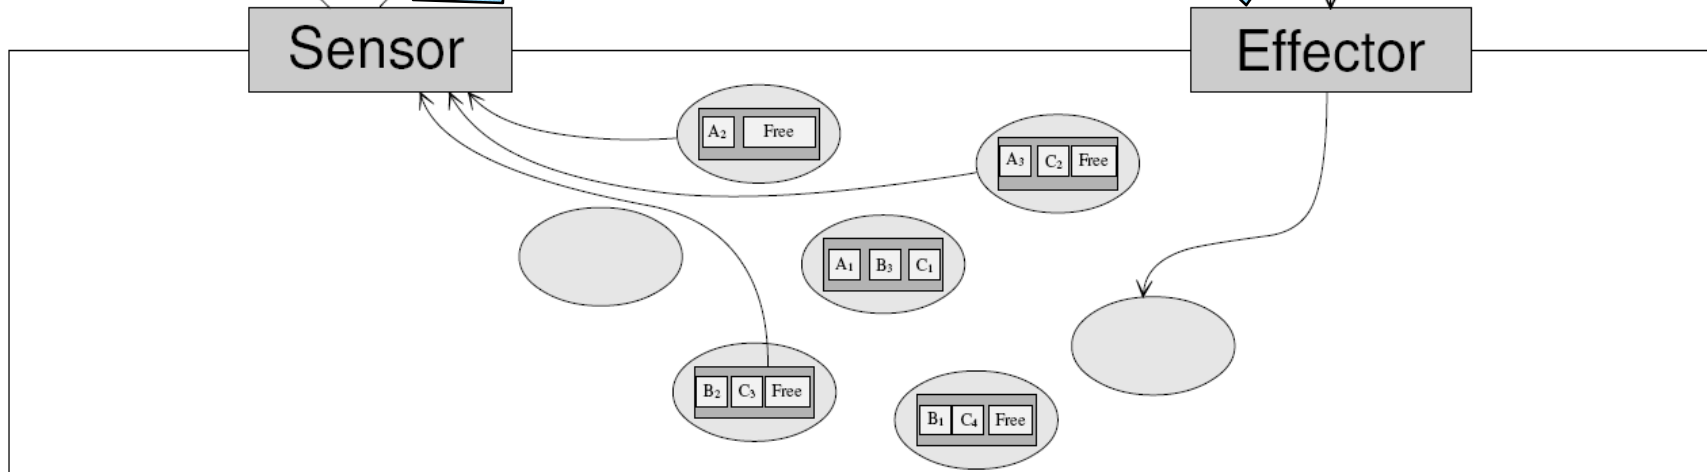 Sensor
Effector
A₂ Free
A₃ C₂ Free
A₁ B₃ C₁
B₂ C₃ Free
B₁ C₄ Free